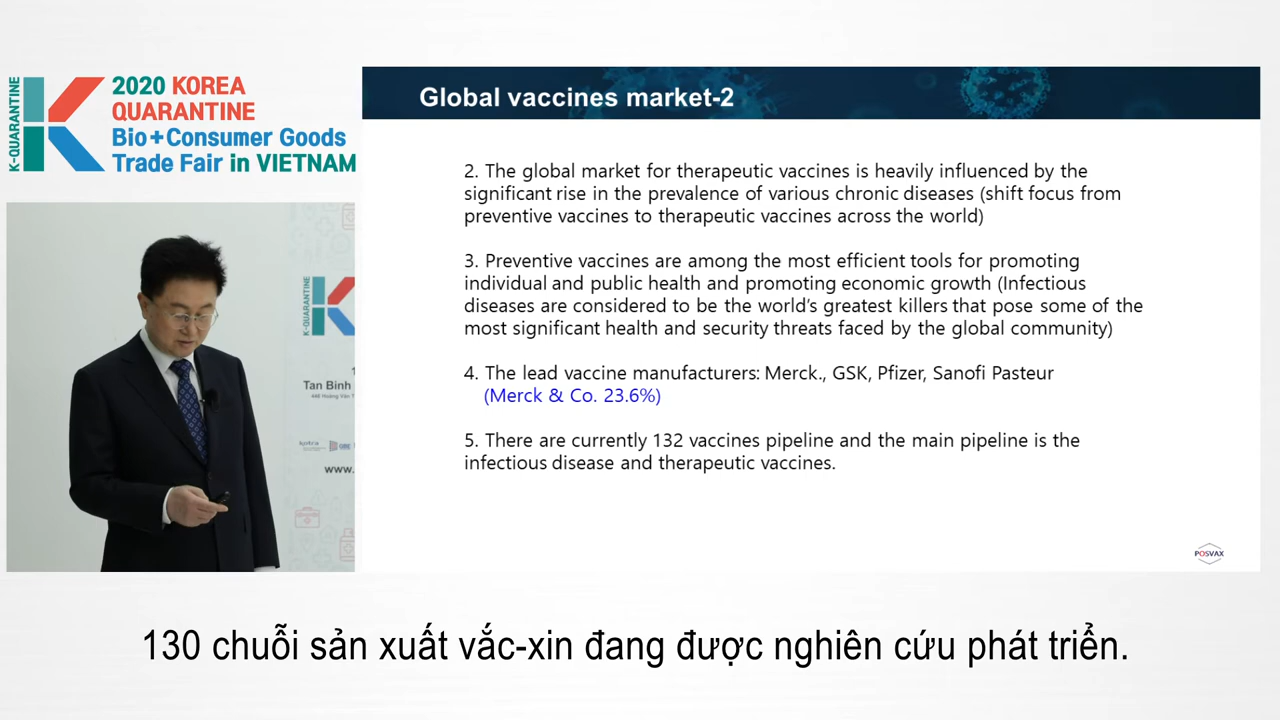 K-QUARANTINE
2020 KOREA
QUARANTINE
Bio+Consumer Goods
Trade Fair in VIETNAM
Global vaccines market-2
2. The global market for therapeutic vaccines is heavily influenced by the
significant rise in the prevalence of various chronic diseases (shift focus from
preventive vaccines to therapeutic vaccines across the world)
3. Preventive vaccines are among the most efficient tools for promoting
individual and public health and promoting economic growth (Infectious
diseases are considered to be the world's greatest killers that pose some of the
most significant health and security threats faced by the global community)
4. The lead vaccine manufacturers: Merck., GSK, Pfizer, Sanofi Pasteur
(Merck & Co. 23.6%)
5. There are currently 132 vaccines pipeline and the main pipeline is the
infectious disease and therapeutic vaccines.
POSVAX
K-QUARANTINE
Tan Binh
www.
130 chuỗi sản xuất vắc-xin đang được nghiên cứu phát triển.